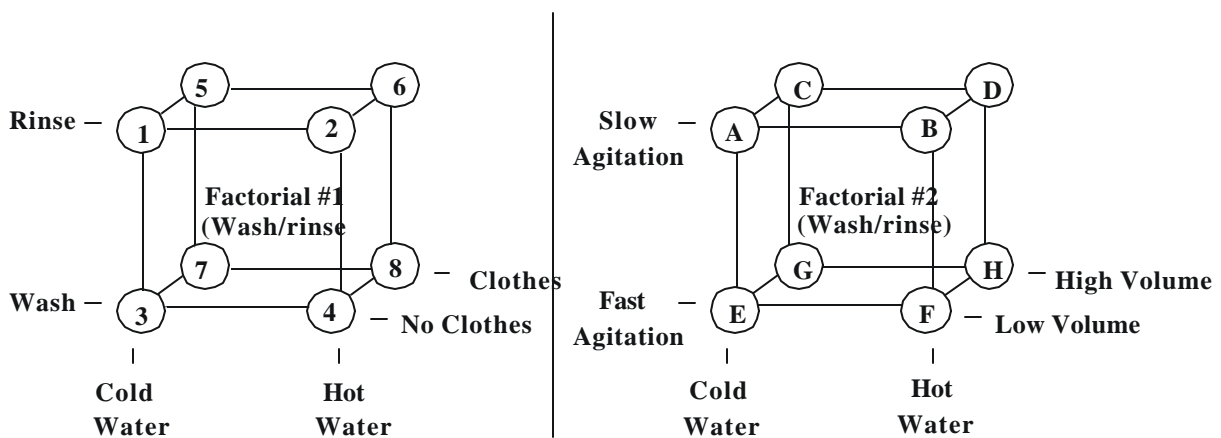 5 6
Rinse – 1 2
Factorial #1
(Wash/rinse
7 8
Clothes
Wash – 3 4
No Clothes
Cold
Water
Hot
Water
C D
Slow
Agitation
A B
Factorial #2
(Wash/rinse)
G H
High Volume
Fast
Agitation
E F
Low Volume
Cold
Water
Hot
Water